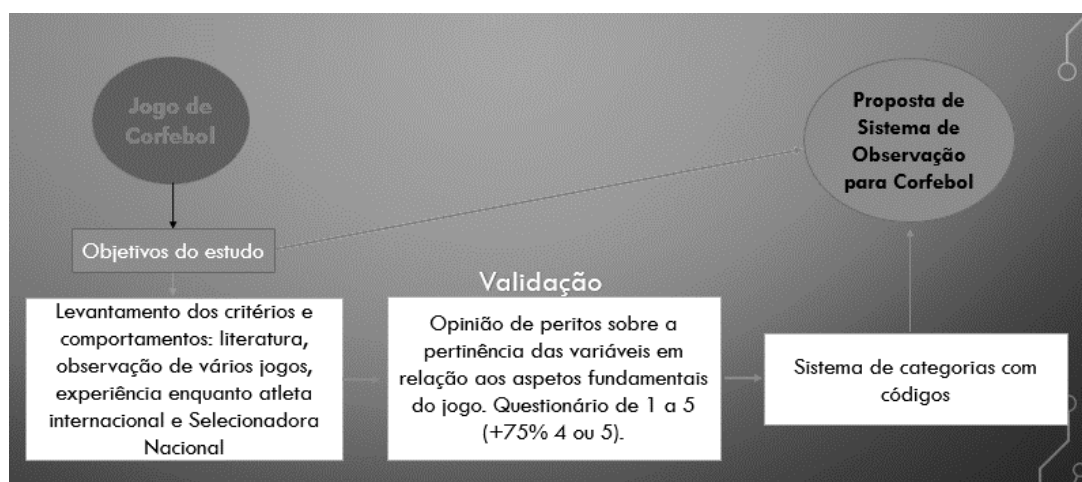 Jogo de
Corfebol
Proposta de
Sistema de
Observação
para Corfebol
Objetivos do estudo
Validação
Levantamento dos critérios e
comportamentos: literatura,
observação de vários jogos,
experiência enquanto atleta
internacional e Selecionadora
Nacional
Opinião de peritos sobre a
pertinência das variáveis em
relação aos aspetos fundamentais
do jogo. Questionário de 1 a 5
(+75% 4 ou 5).
Sistema de categorias com
códigos